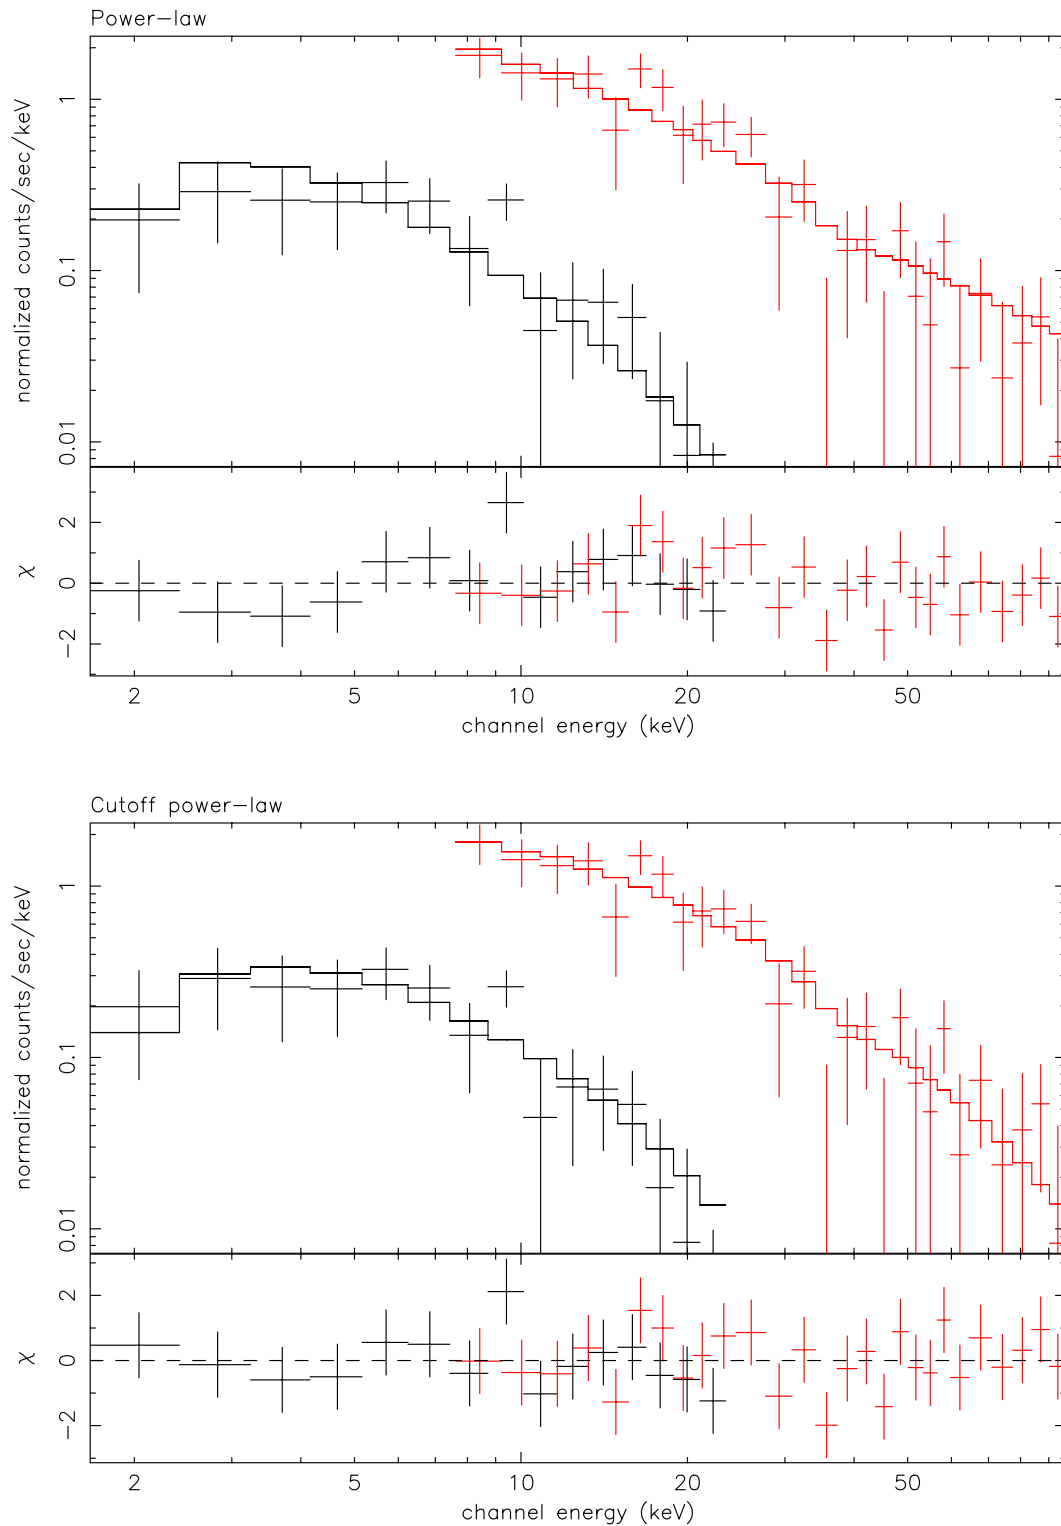 Power-law
normalized counts/sec/keV
1
0.1
0.01
χ
2
0
-2
2
5
10
20
50
channel energy (keV)
Cutoff power-law
normalized counts/sec/keV
1
0.1
0.01
χ
2
0
-2
2
5
10
20
50
channel energy (keV)